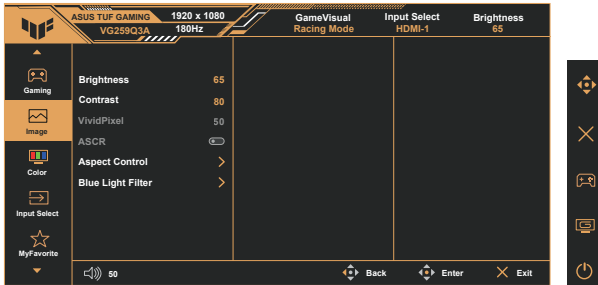 ASUS TUF GAMING 1920 x 1080 GameVisual Input Select Brightness
VG259Q3A 180Hz Racing Mode HDMI-1 65
Gaming
Image
Color
Input Select
MyFavorite
Brightness 65
Contrast 80
VividPixel 50
ASCR
Aspect Control
Blue Light Filter
50 Back Enter Exit